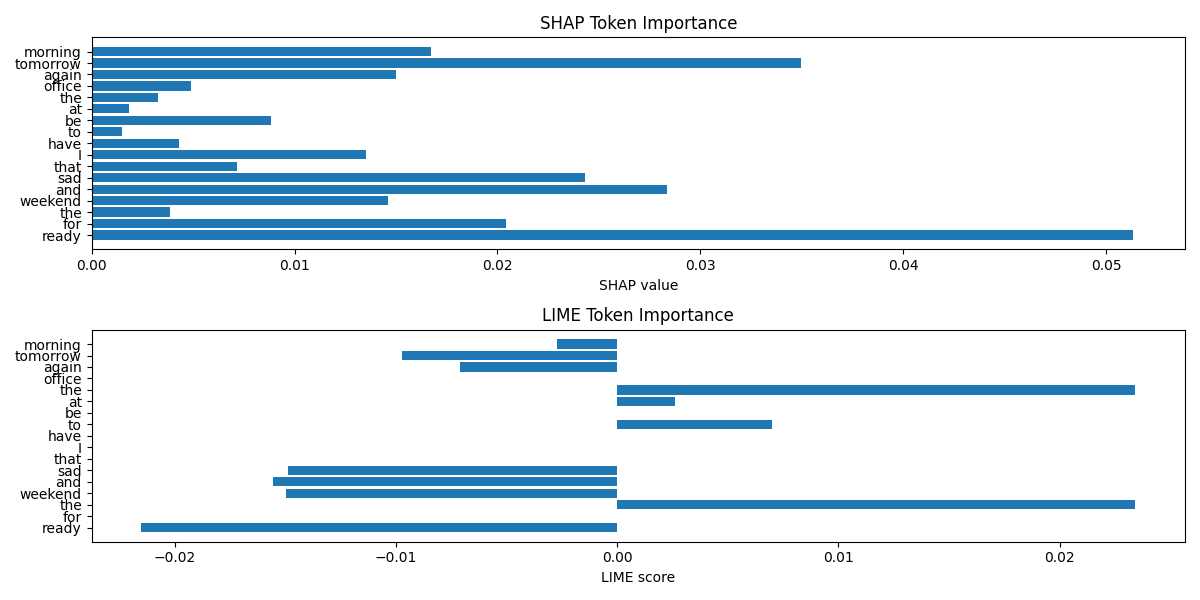 SHAP Token Importance
morning
tomorrow
again
office
the
at
be
to
have
I
that
sad
and
weekend
the
for
ready
0.00 0.01 0.02 0.03 0.04 0.05
SHAP value
LIME Token Importance
morning
tomorrow
again
office
the
at
be
to
have
I
that
sad
and
weekend
the
for
ready
−0.02 −0.01 0.00 0.01 0.02
LIME score